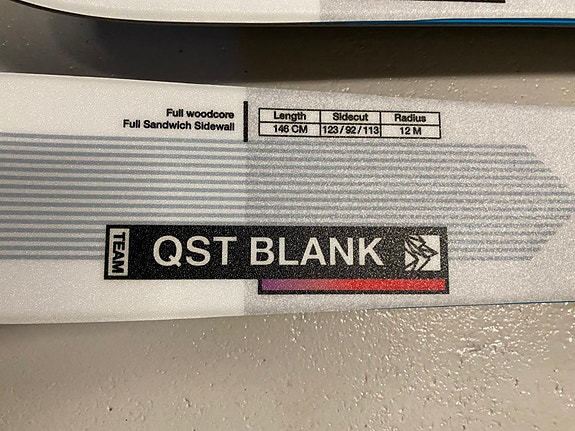 Full woodcore
Full Sandwich Sidewall
Length Sidecut Radius
146 CM 123/92/113 12 M
TEAM
QST BLANK